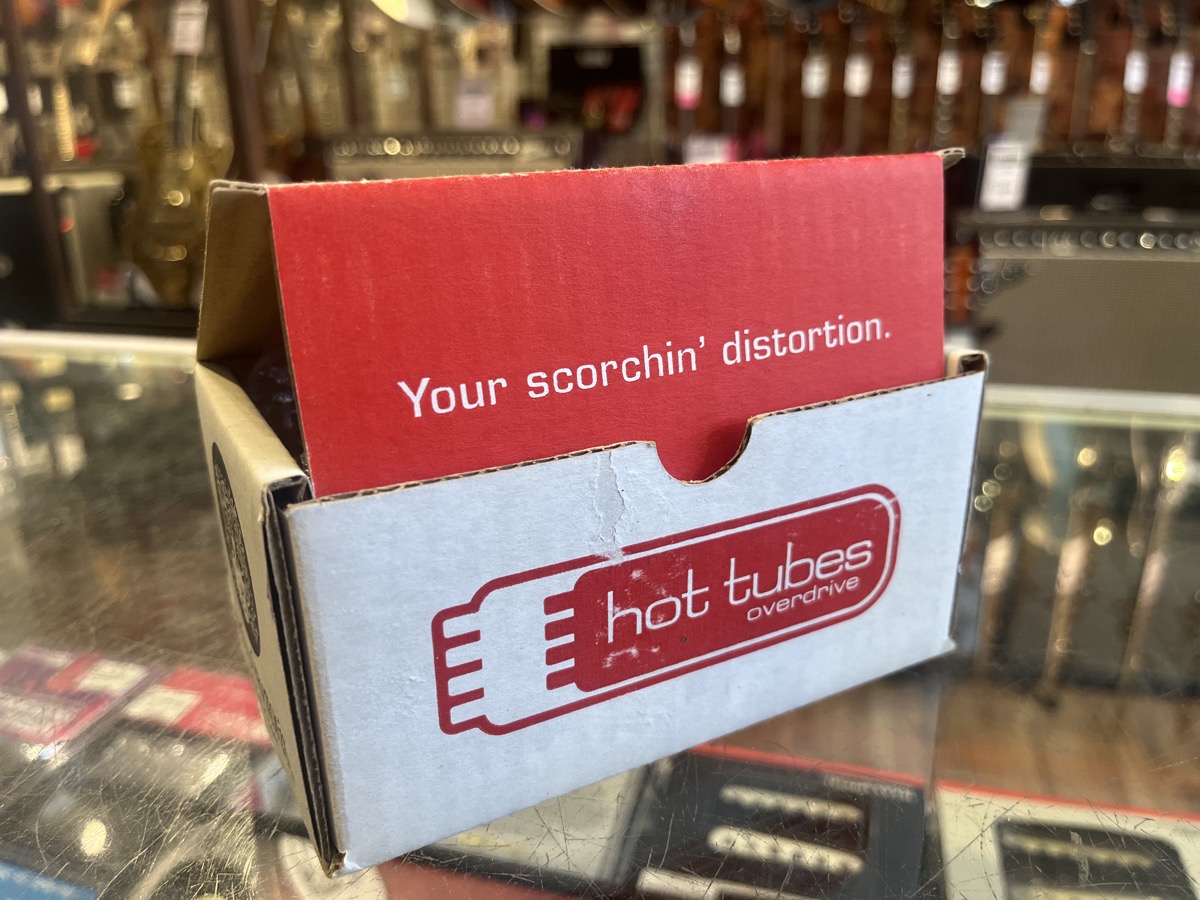 Your scorchin’ distortion.
hot tubes
overdrive